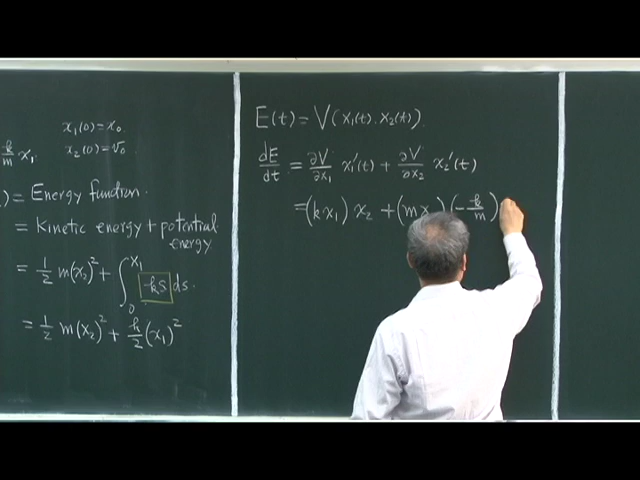 x₁(0) = x₀
k/m x₁
x₂(0) = v₀
) = Energy function.
= Kinetic energy + potential
energy
= 1/2 m(x₂)² + ∫₀^{x₁} -ks ds.
= 1/2 m(x₂)² + k/2 (x₁)²
E(t) = V(x₁(t), x₂(t)).
dE/dt = ∂V/∂x₁ x₁'(t) + ∂V/∂x₂ x₂'(t)
= (kx₁) x₂ + (mx (-k/m)